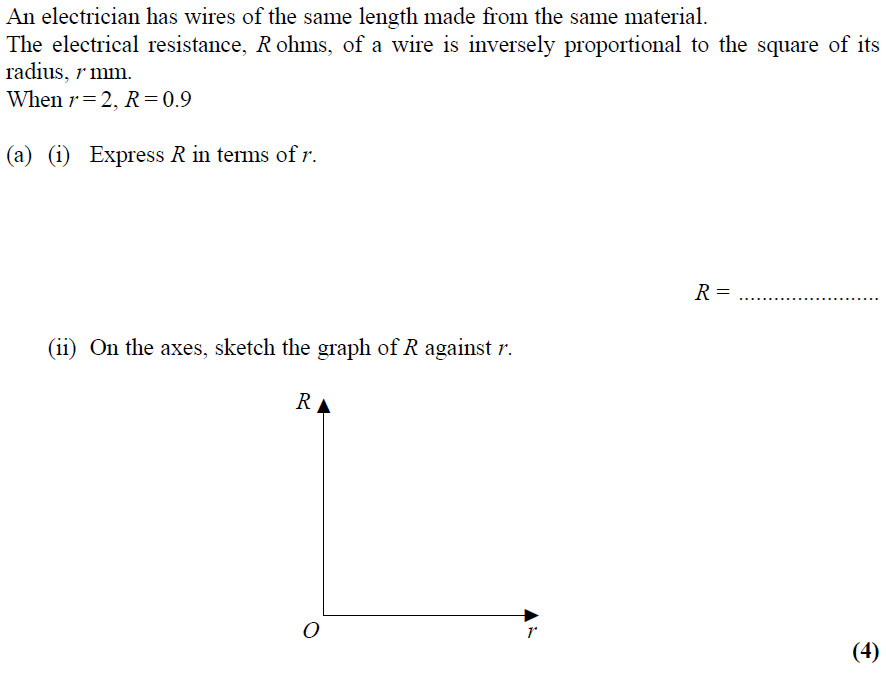 An electrician has wires of the same length made from the same material.
The electrical resistance, R ohms, of a wire is inversely proportional to the square of its
radius, r mm.
When r = 2, R = 0.9
(a) (i) Express R in terms of r.
R = ........................
(ii) On the axes, sketch the graph of R against r.
R
O
r
(4)